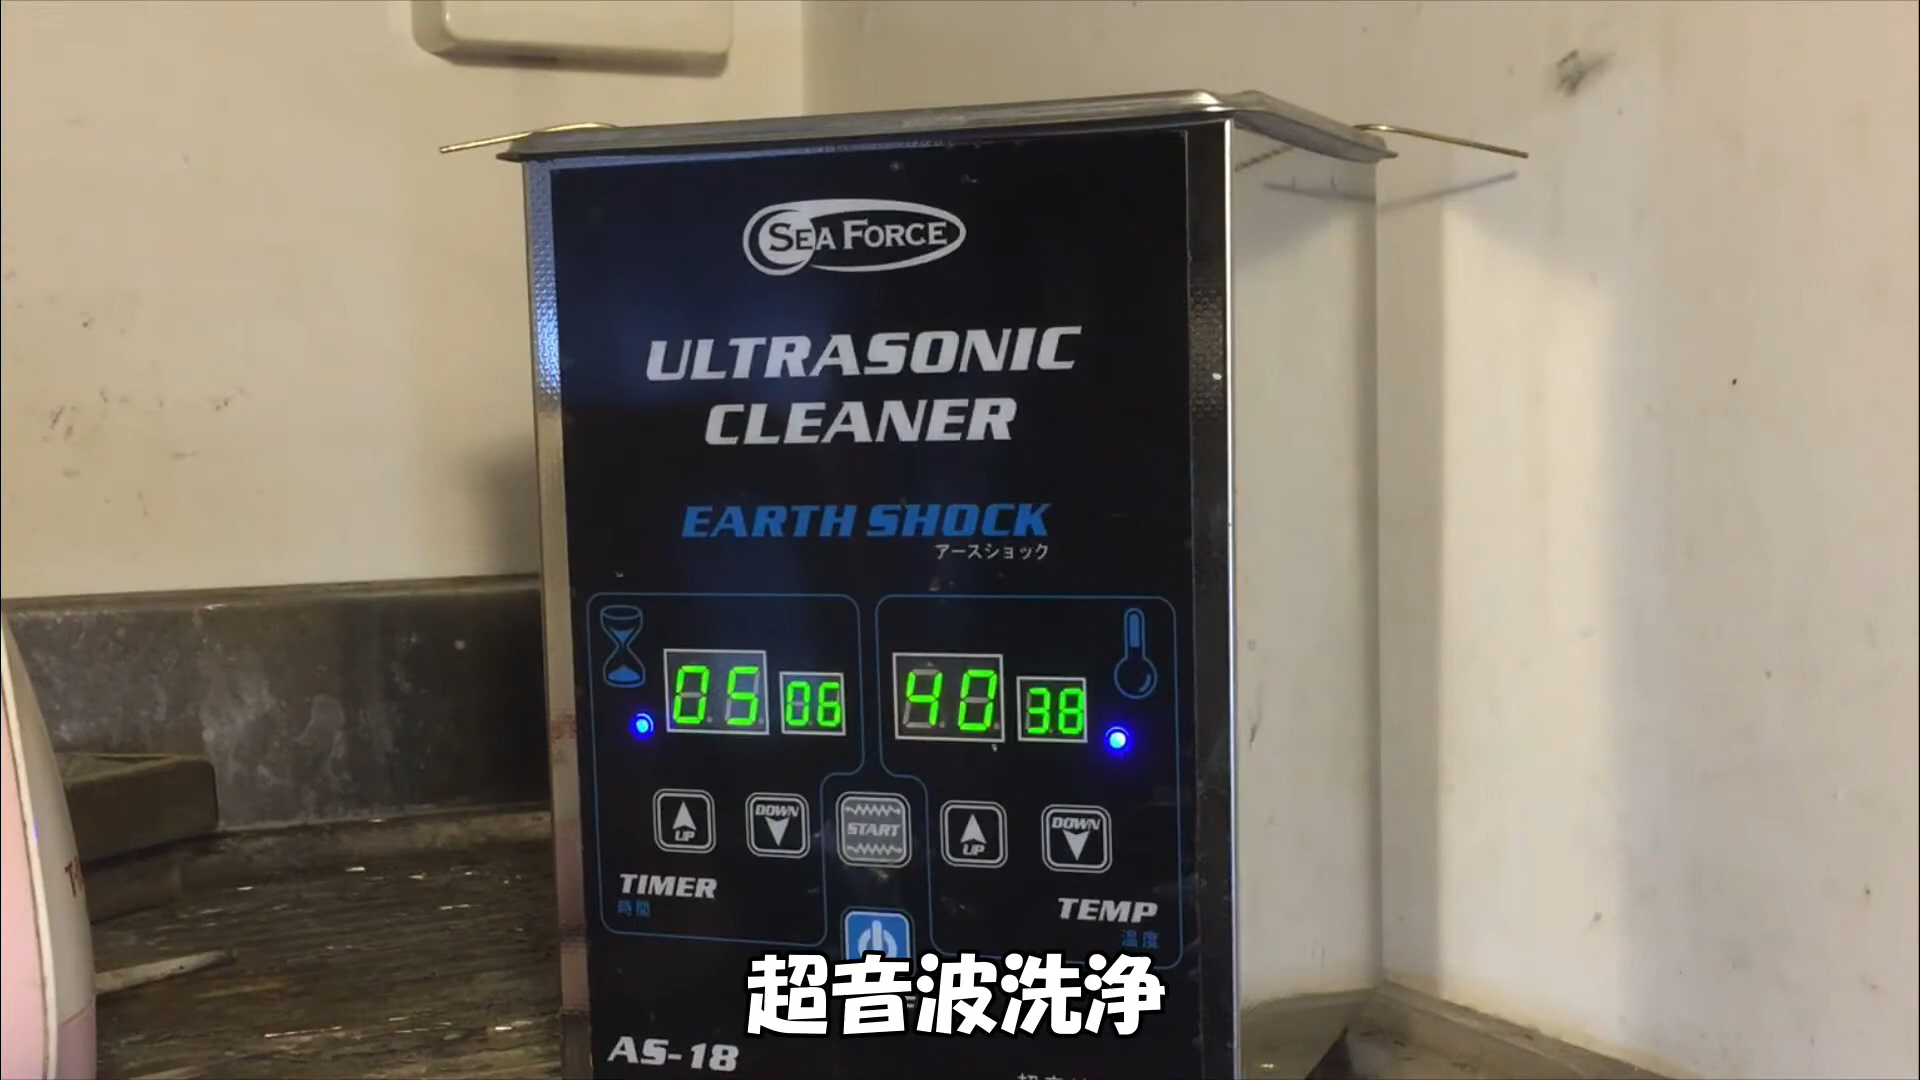 SEA FORCE
ULTRASONIC
CLEANER
EARTH SHOCK
アースショック
05 06
40 38
UP
DOWN
START
UP
DOWN
TIMER
時間
TEMP
温度
超音波洗浄
AS-18